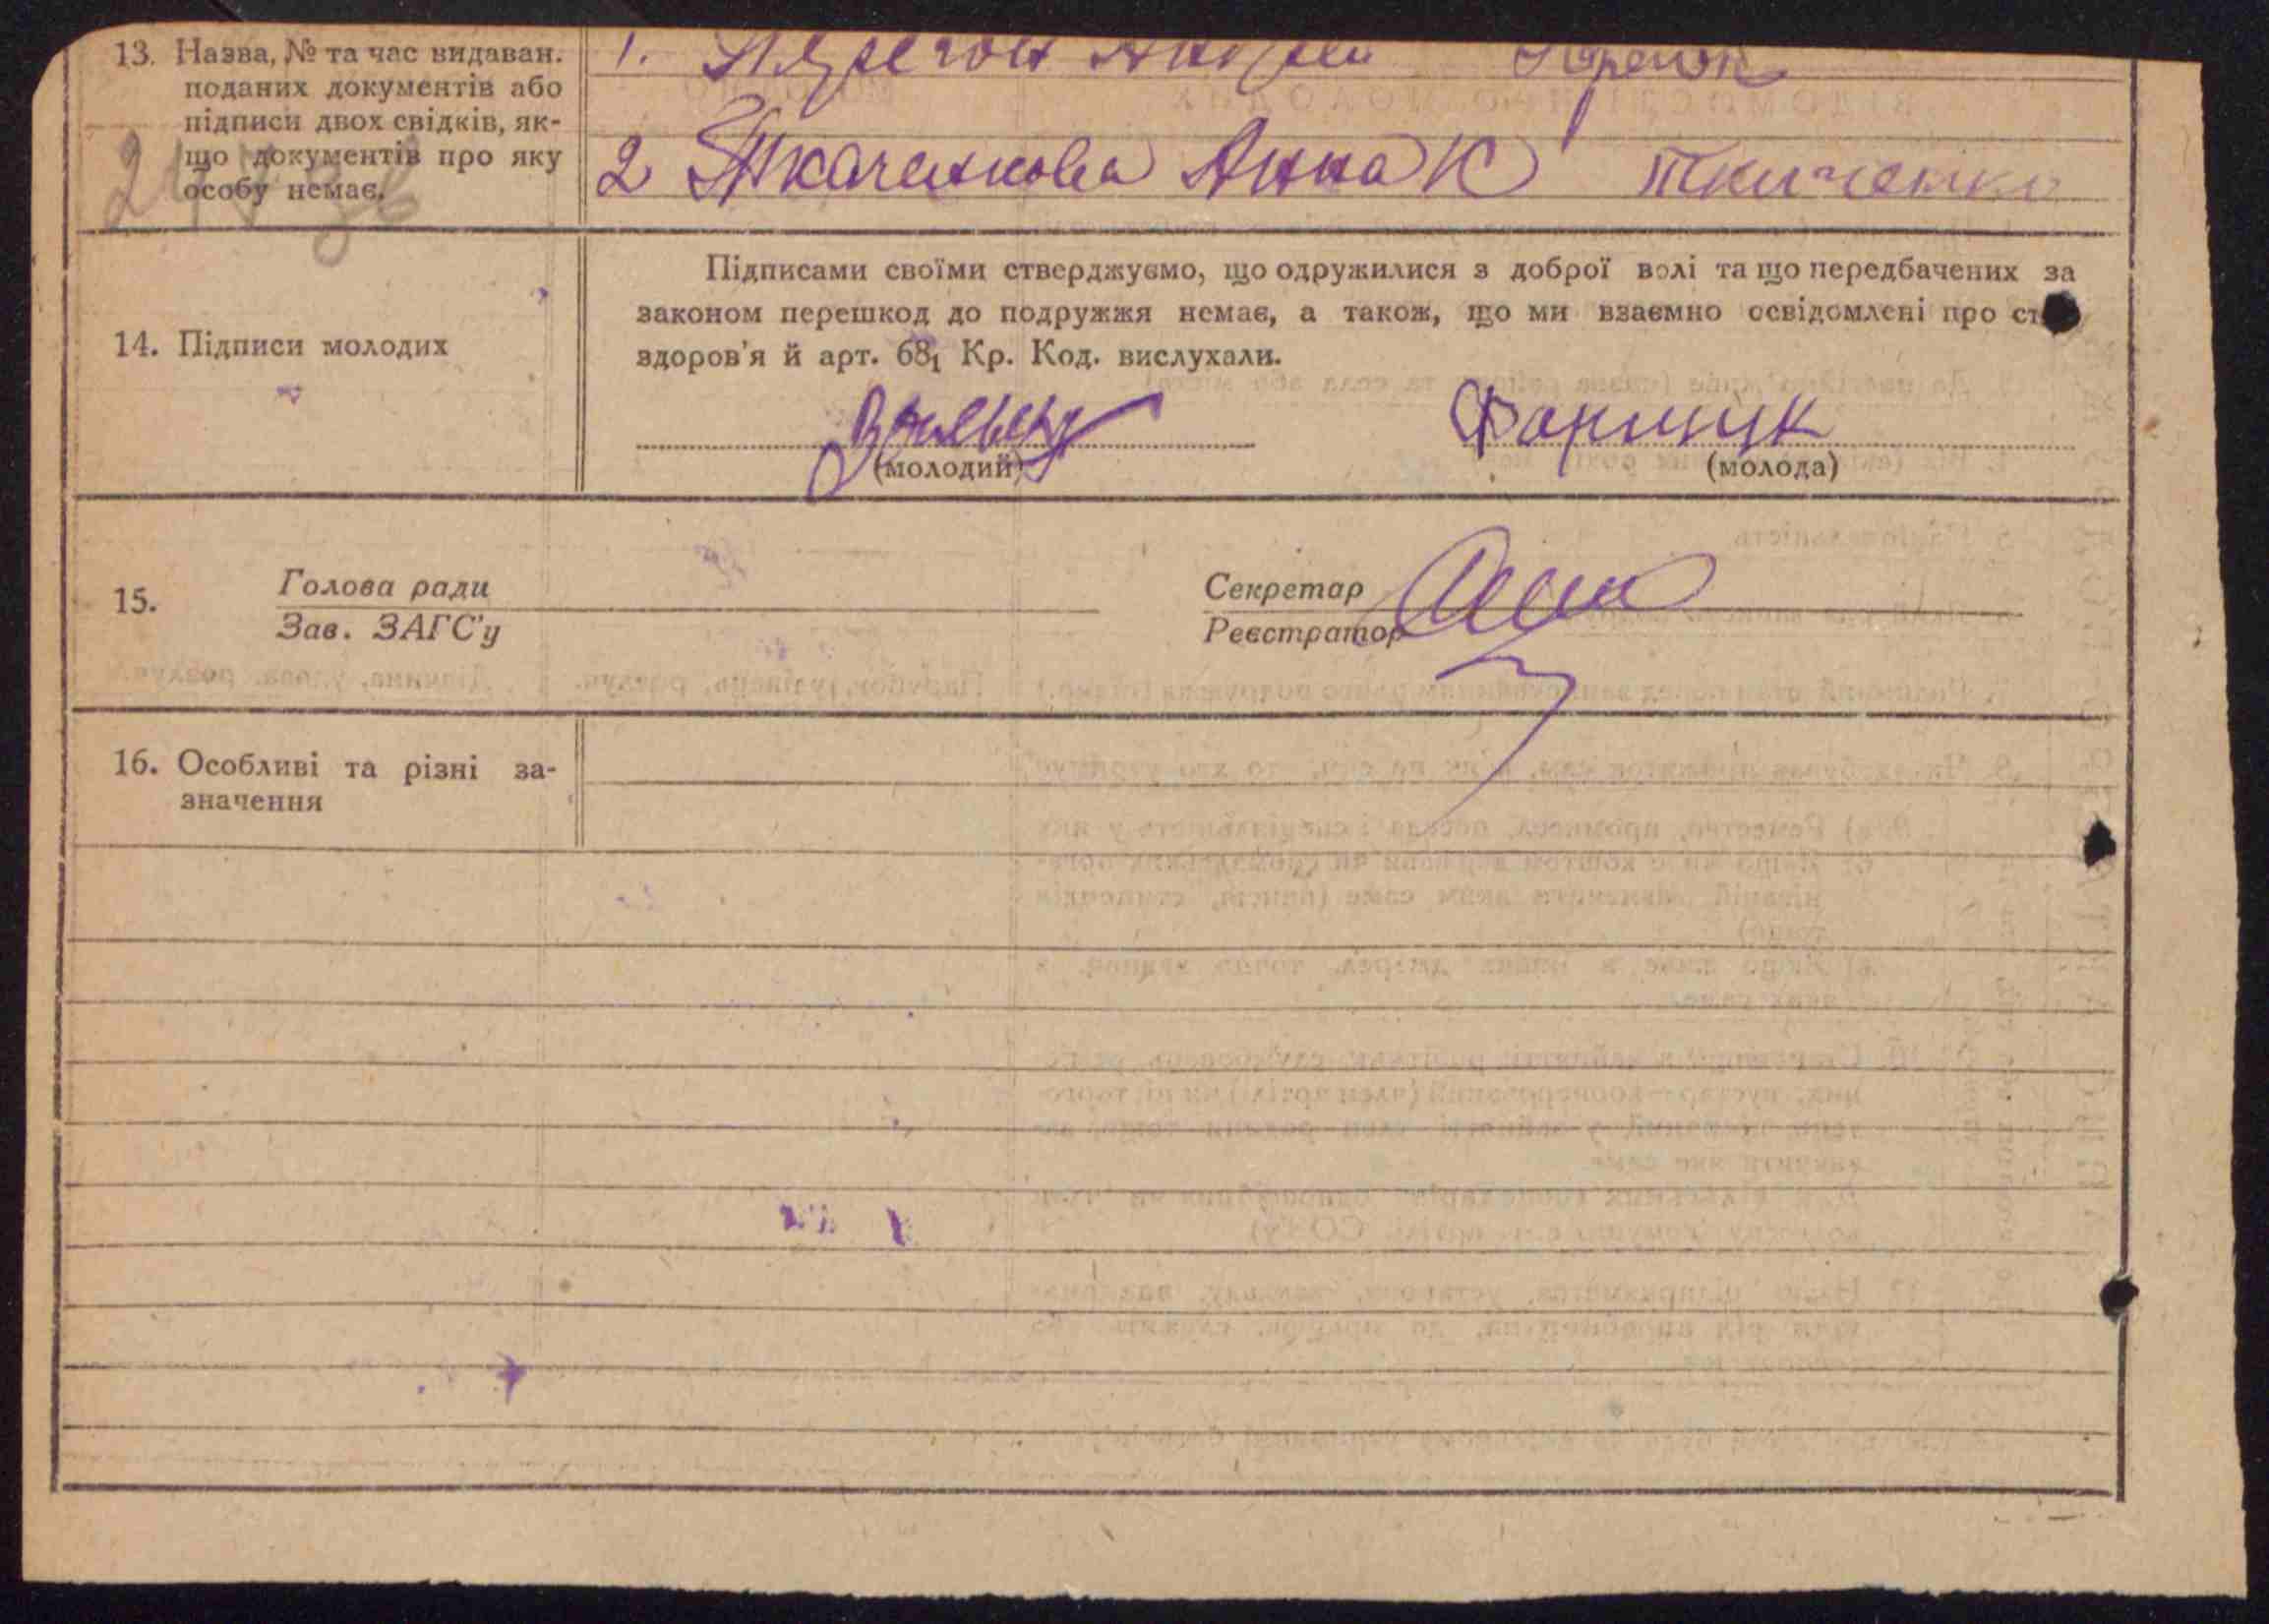 13. Назва, № та час видаван.
поданих документів або
підписи двох свідків, як-
що документів про яку
особу немає.
1.
2 Ткаченкова Анна К Ткаченко
14. Підписи молодих
Підписами своїми стверджуємо, що одружилися з доброї волі та що передбачених за
законом перешкод до подружжя немає, а також, що ми взаємно освідомлені про ст
здоров'я й арт. 68₁ Кр. Код. вислухали.
(молодий)
(молода)
15.
Голова ради
Зав. ЗАГС'у
Секретар
Реєстратор
16. Особливі та різні за-
значення